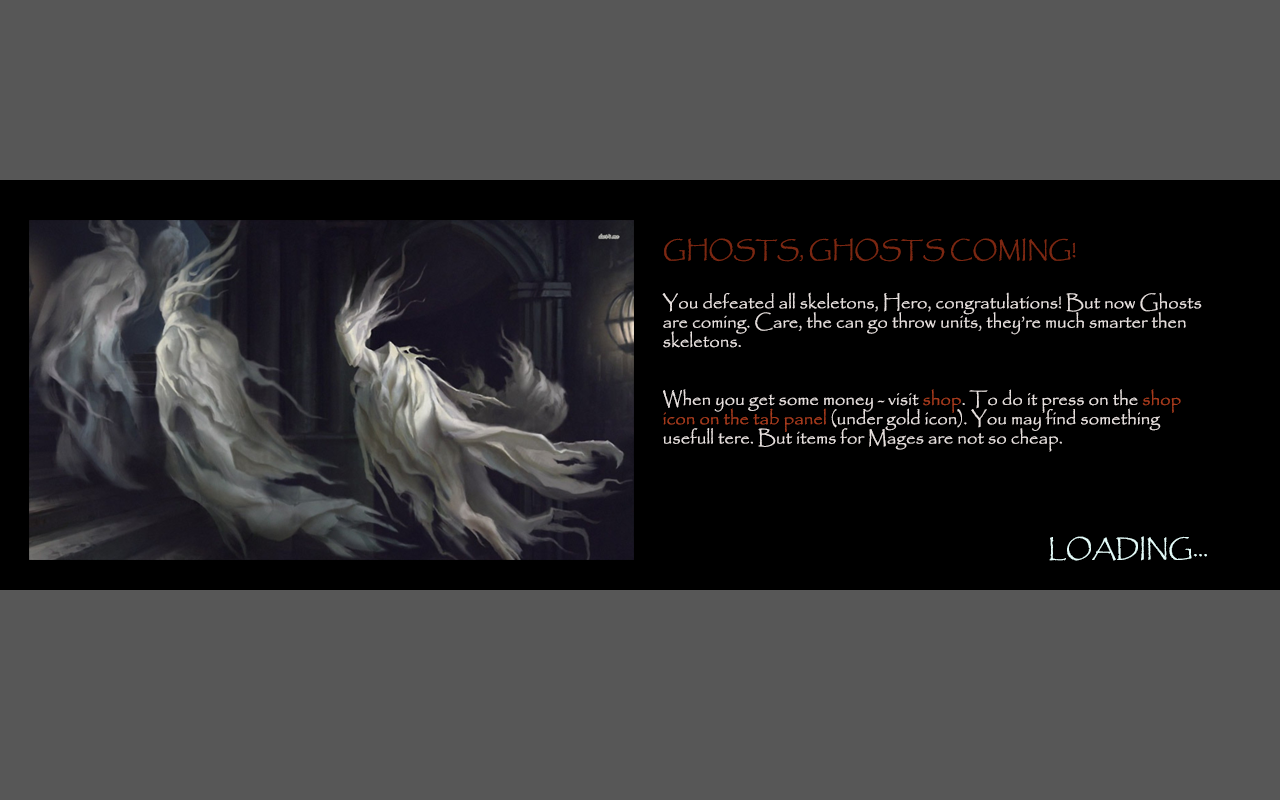 GHOSTS, GHOSTS COMING!
You defeated all skeletons, Hero, congratulations! But now Ghosts
are coming. Care, the can go throw units, they're much smarter then
skeletons.
When you get some money - visit shop. To do it press on the shop
icon on the tab panel (under gold icon). You may find something
usefull tere. But items for Mages are not so cheap.
LOADING...